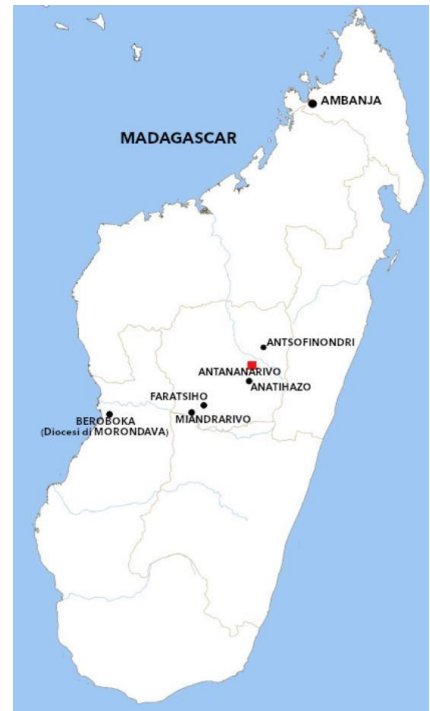 AMBANJA
MADAGASCAR
ANTSOFINONDRI
ANTANANARIVO
ANATIHAZO
FARATSIHO
MIANDRARIVO
BEROBOKA
(Diocesi di MORONDAVA)